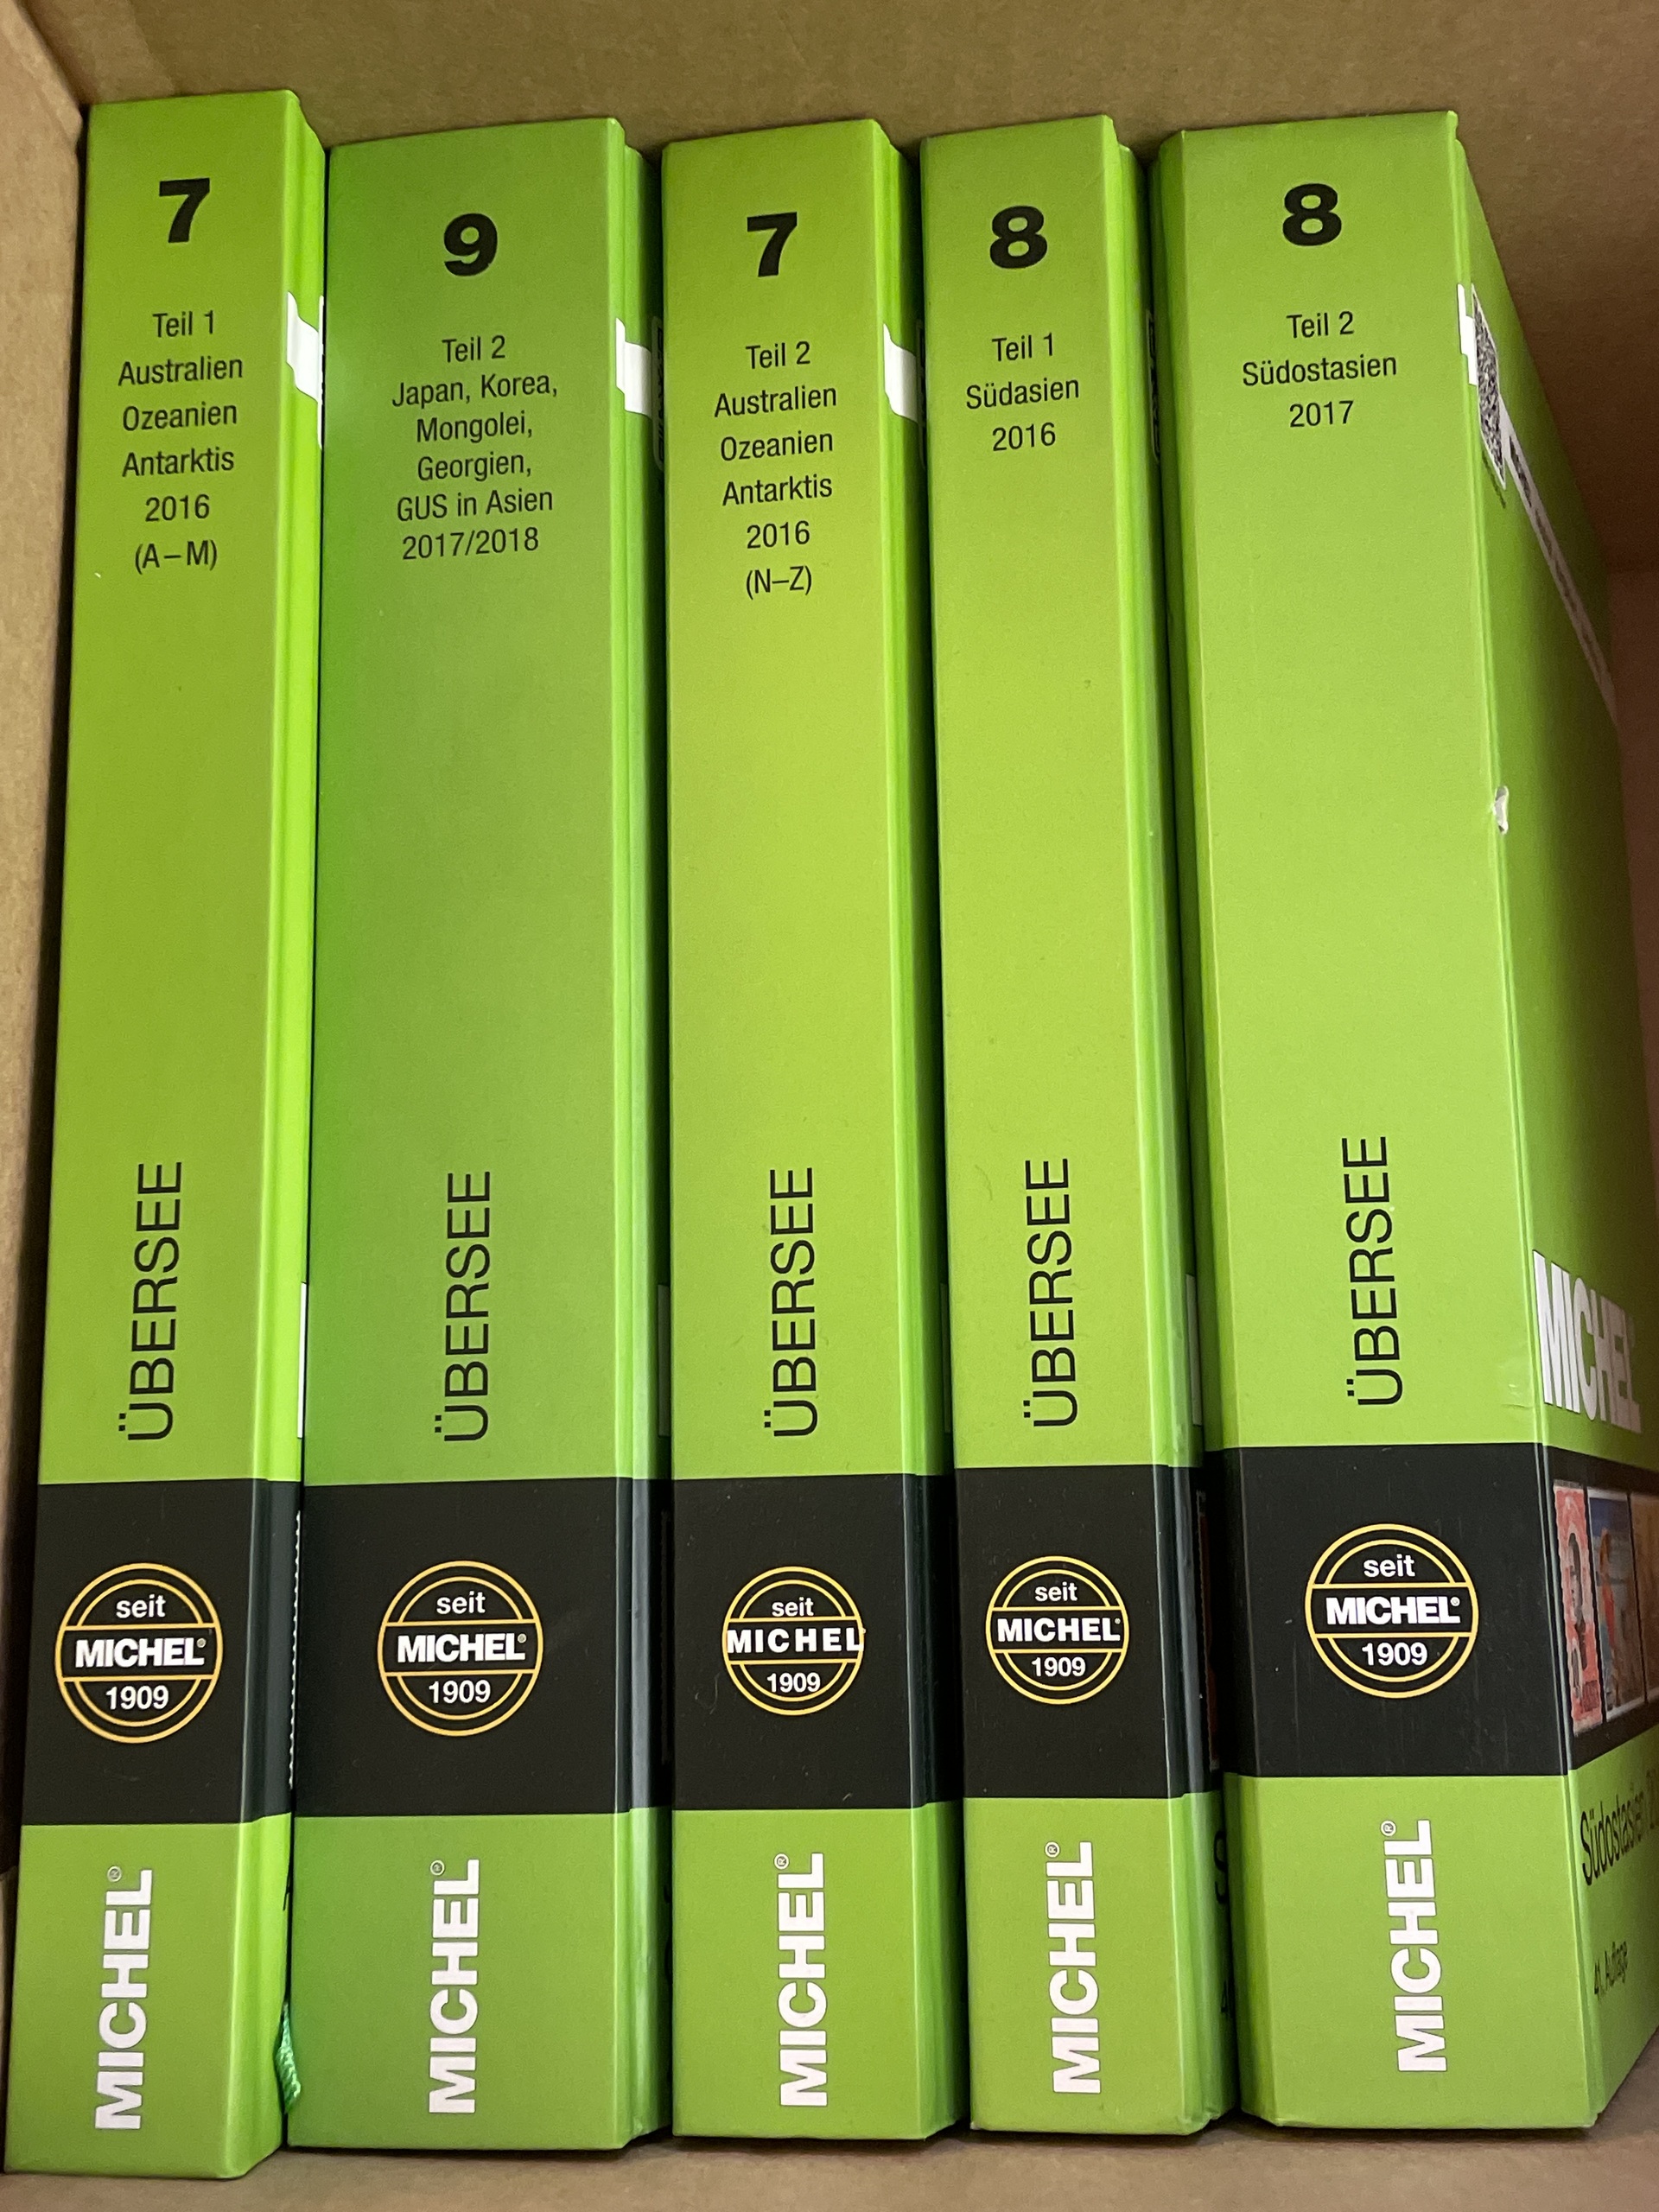 7
Teil 1
Australien
Ozeanien
Antarktis
2016
(A–M)
ÜBERSEE
seit
MICHEL®
1909
MICHEL®
9
Teil 2
Japan, Korea,
Mongolei,
Georgien,
GUS in Asien
2017/2018
ÜBERSEE
seit
MICHEL®
1909
MICHEL®
7
Teil 2
Australien
Ozeanien
Antarktis
2016
(N–Z)
ÜBERSEE
seit
MICHEL
1909
MICHEL®
8
Teil 1
Südasien
2016
ÜBERSEE
seit
MICHEL®
1909
MICHEL®
8
Teil 2
Südostasien
2017
ÜBERSEE
seit
MICHEL®
1909
MICHEL®
MICHEL®
Südostasien
41. Auflage